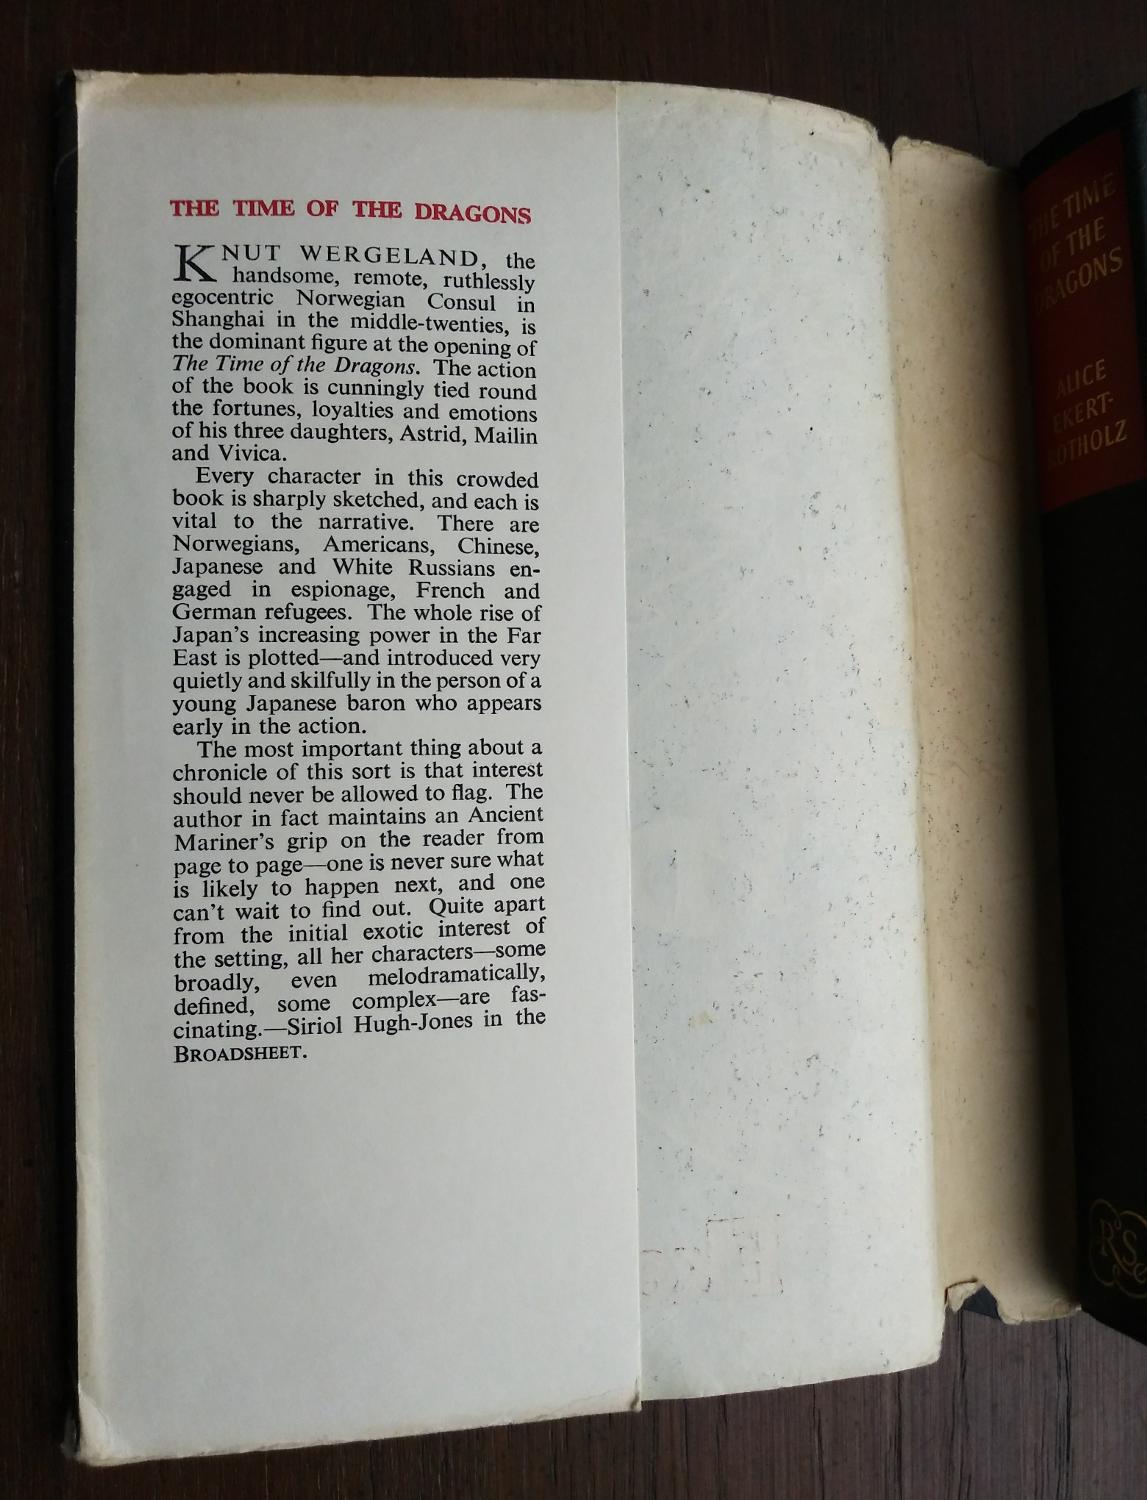 THE TIME OF THE DRAGONS
KNUT WERGELAND, the
handsome, remote, ruthlessly
egocentric Norwegian Consul in
Shanghai in the middle-twenties, is
the dominant figure at the opening of
The Time of the Dragons. The action
of the book is cunningly tied round
the fortunes, loyalties and emotions
of his three daughters, Astrid, Mailin
and Vivica.
Every character in this crowded
book is sharply sketched, and each is
vital to the narrative. There are
Norwegians, Americans, Chinese,
Japanese and White Russians en-
gaged in espionage, French and
German refugees. The whole rise of
Japan's increasing power in the Far
East is plotted—and introduced very
quietly and skilfully in the person of a
young Japanese baron who appears
early in the action.
The most important thing about a
chronicle of this sort is that interest
should never be allowed to flag. The
author in fact maintains an Ancient
Mariner's grip on the reader from
page to page—one is never sure what
is likely to happen next, and one
can't wait to find out. Quite apart
from the initial exotic interest of
the setting, all her characters—some
broadly, even melodramatically,
defined, some complex—are fas-
cinating.—Siriol Hugh-Jones in the
BROADSHEET.
THE TIME
OF THE
DRAGONS
ALICE
EKERT-
ROTHOLZ
RS